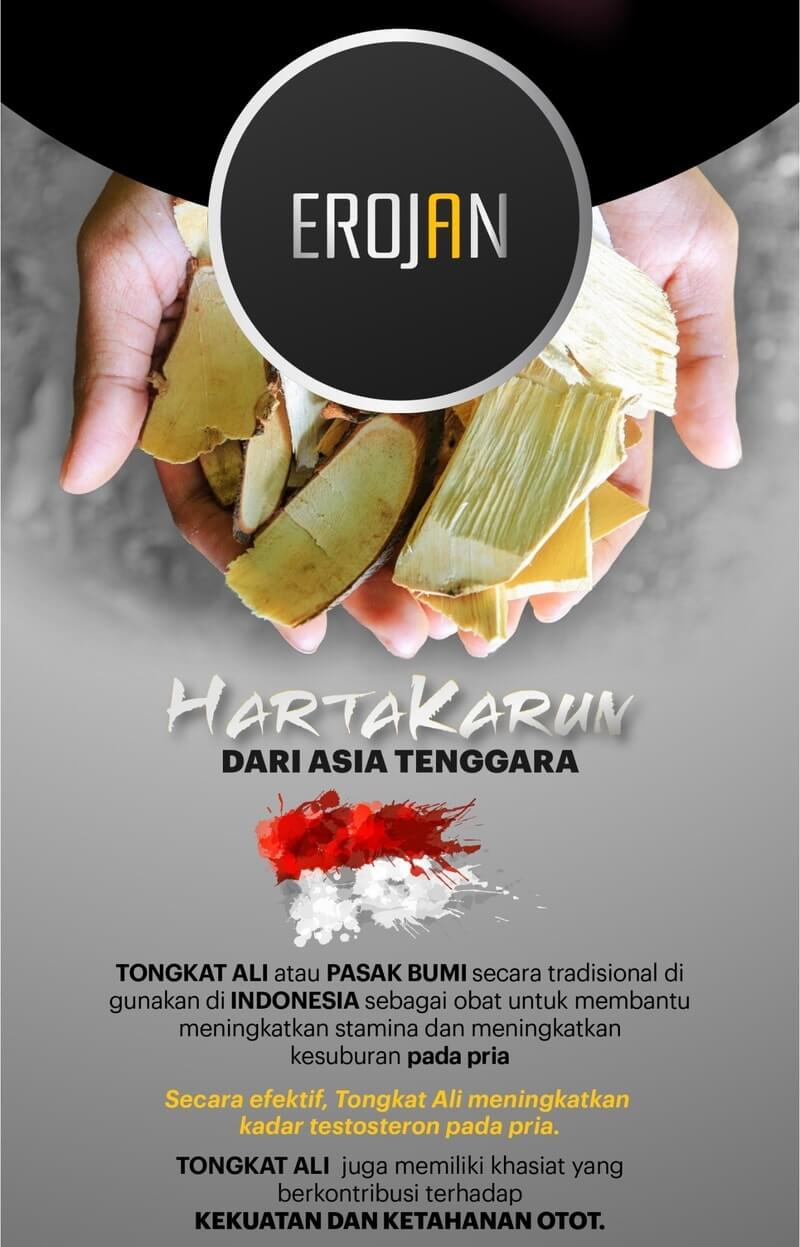 EROJAN
HARTAKARUN
DARI ASIA TENGGARA
TONGKAT ALI atau PASAK BUMI secara tradisional di
gunakan di INDONESIA sebagai obat untuk membantu
meningkatkan stamina dan meningkatkan
kesuburan pada pria
Secara efektif, Tongkat Ali meningkatkan
kadar testosteron pada pria.
TONGKAT ALI juga memiliki khasiat yang
berkontribusi terhadap
KEKUATAN DAN KETAHANAN OTOT.